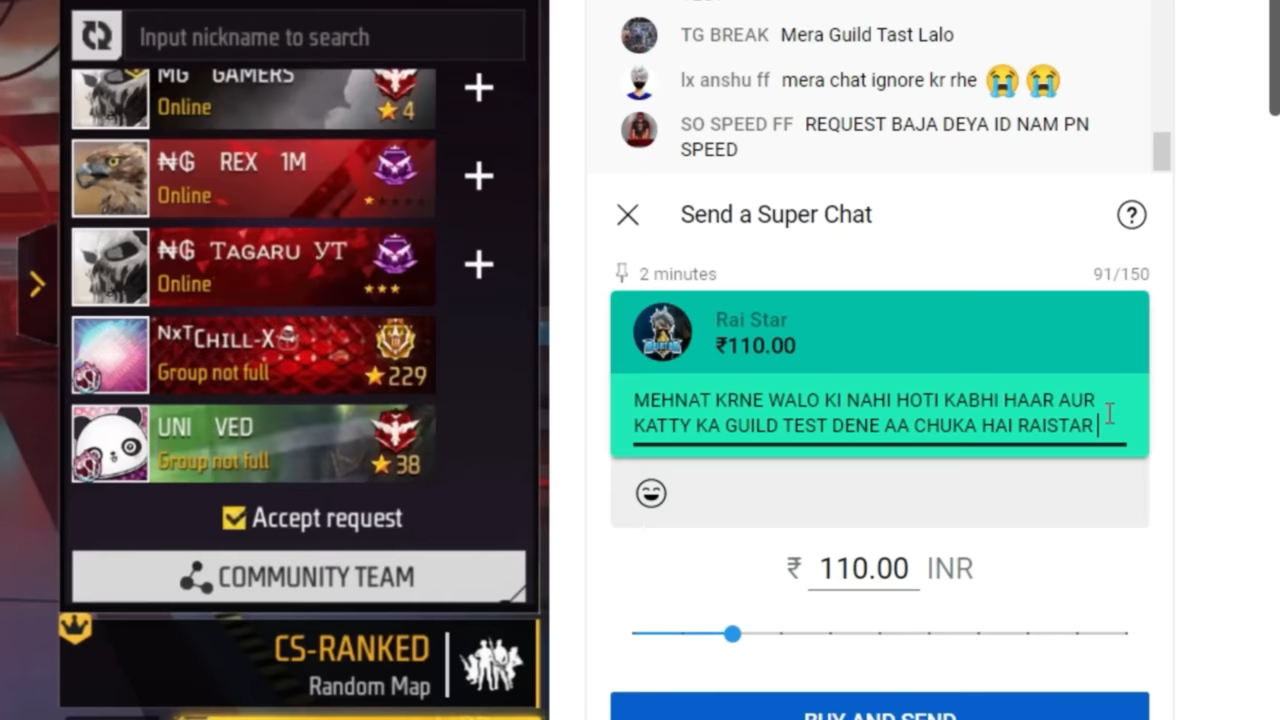 Input nickname to search
MG GAMERS
Online
4
₦G REX 1M
Online
₦G TAGARU YT
Online
NxTCHILL-X
Group not full
229
UNI VED
Group not full
38
Accept request
COMMUNITY TEAM
CS-RANKED
Random Map
TG BREAK Mera Guild Tast Lalo
lx anshu ff mera chat ignore kr rhe 😭😭
SO SPEED FF REQUEST BAJA DEYA ID NAM PN
SPEED
Send a Super Chat
2 minutes
91/150
Rai Star
₹110.00
MEHNAT KRNE WALO KI NAHI HOTI KABHI HAAR AUR
KATTY KA GUILD TEST DENE AA CHUKA HAI RAISTAR
₹ 110.00 INR
BUY AND SEND